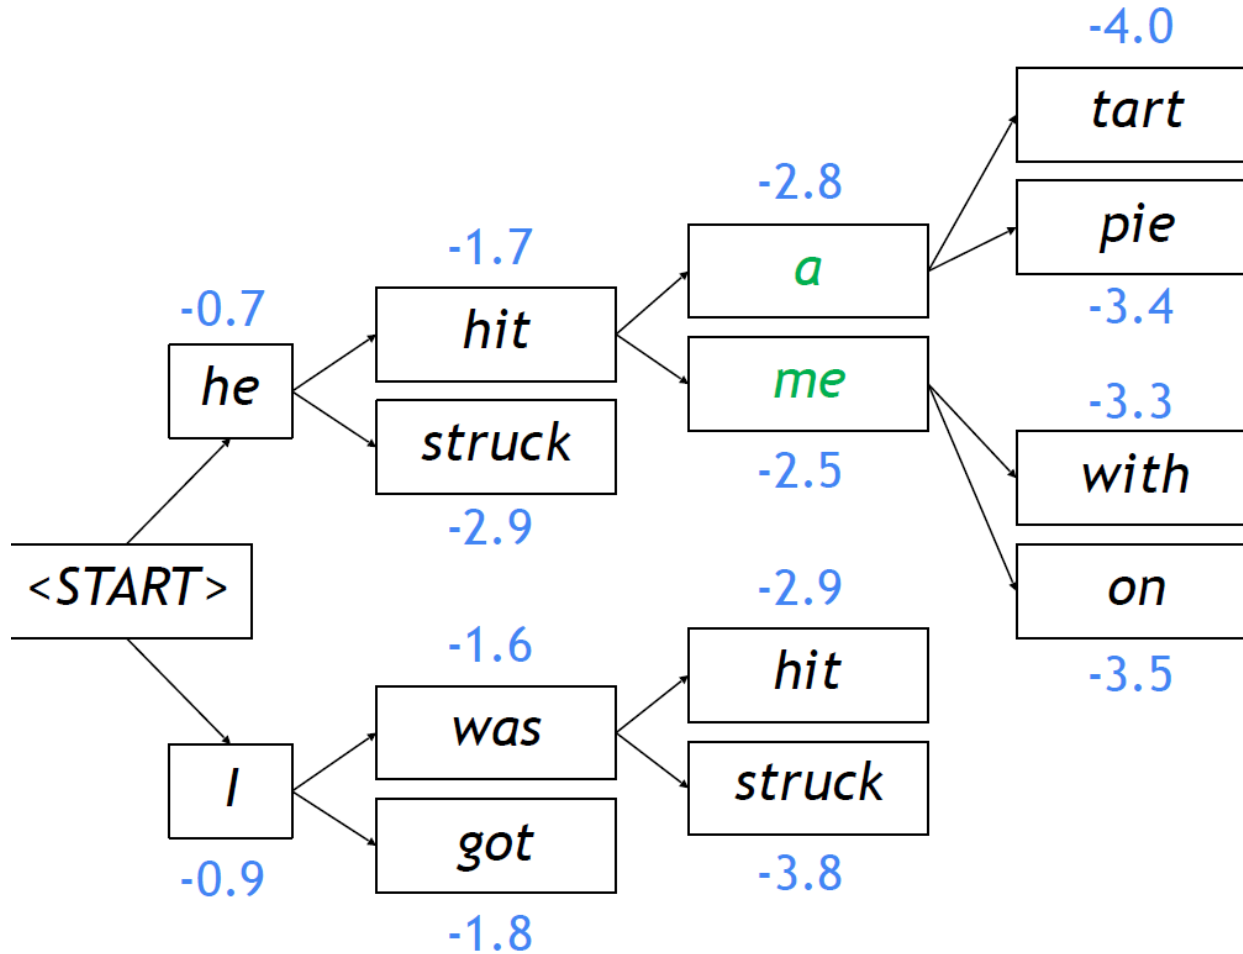 -4.0
tart
-2.8
pie
-1.7
a
-3.4
-0.7
hit
me
he
-3.3
struck
-2.5
with
-2.9
<START>
-2.9
on
-1.6
hit
-3.5
was
I
struck
got
-0.9
-3.8
-1.8